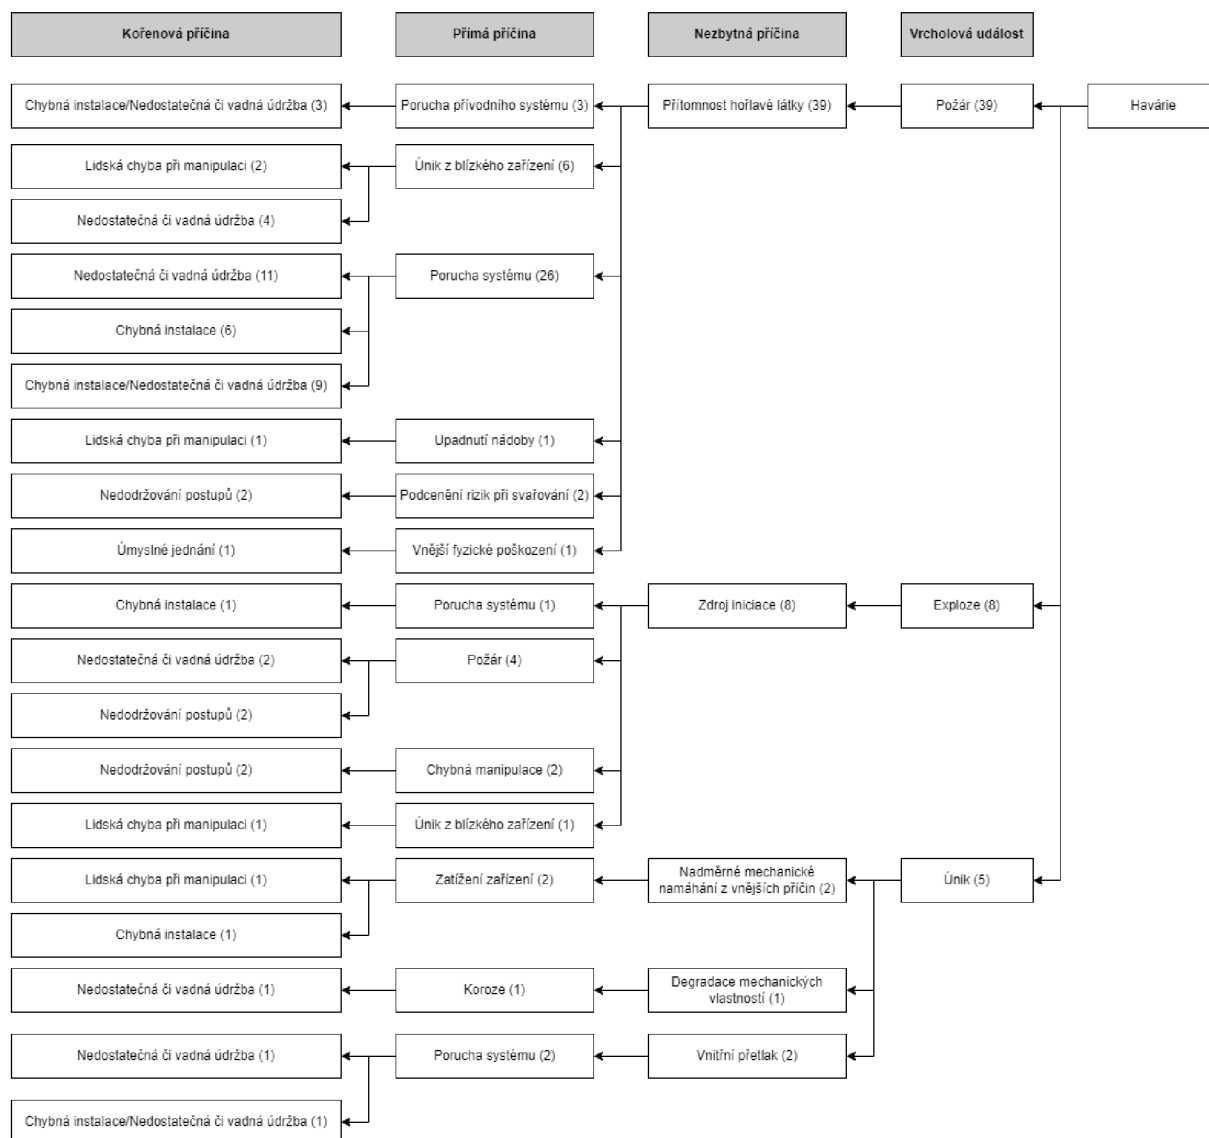 Kořenová příčina
Přímá příčina
Nezbytná příčina
Vrcholová událost
Chybná instalace/Nedostatečná či vadná údržba (3)
Porucha přívodního systému (3)
Přítomnost hořlavé látky (39)
Požár (39)
Havárie
Lidská chyba při manipulaci (2)
Únik z blízkého zařízení (6)
Nedostatečná či vadná údržba (4)
Nedostatečná či vadná údržba (11)
Porucha systému (26)
Chybná instalace (6)
Chybná instalace/Nedostatečná či vadná údržba (9)
Lidská chyba při manipulaci (1)
Upadnutí nádoby (1)
Nedodržování postupů (2)
Podcenění rizik při svařování (2)
Úmyslné jednání (1)
Vnější fyzické poškození (1)
Chybná instalace (1)
Porucha systému (1)
Zdroj iniciace (8)
Exploze (8)
Nedostatečná či vadná údržba (2)
Požár (4)
Nedodržování postupů (2)
Nedodržování postupů (2)
Chybná manipulace (2)
Lidská chyba při manipulaci (1)
Únik z blízkého zařízení (1)
Lidská chyba při manipulaci (1)
Zatížení zařízení (2)
Nadměrné mechanické
namáhání z vnějších příčin (2)
Únik (5)
Chybná instalace (1)
Nedostatečná či vadná údržba (1)
Koroze (1)
Degradace mechanických
vlastností (1)
Nedostatečná či vadná údržba (1)
Porucha systému (2)
Vnitřní přetlak (2)
Chybná instalace/Nedostatečná či vadná údržba (1)